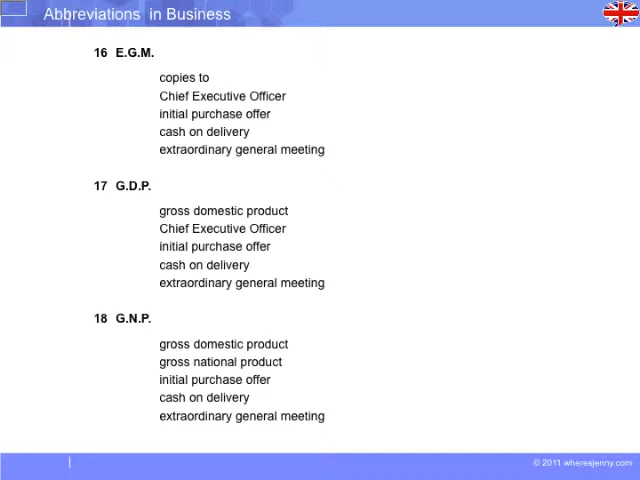 Abbreviations in Business
16 E.G.M.
copies to
Chief Executive Officer
initial purchase offer
cash on delivery
extraordinary general meeting
17 G.D.P.
gross domestic product
Chief Executive Officer
initial purchase offer
cash on delivery
extraordinary general meeting
18 G.N.P.
gross domestic product
gross national product
initial purchase offer
cash on delivery
extraordinary general meeting
© 2011 wheresjenny.com